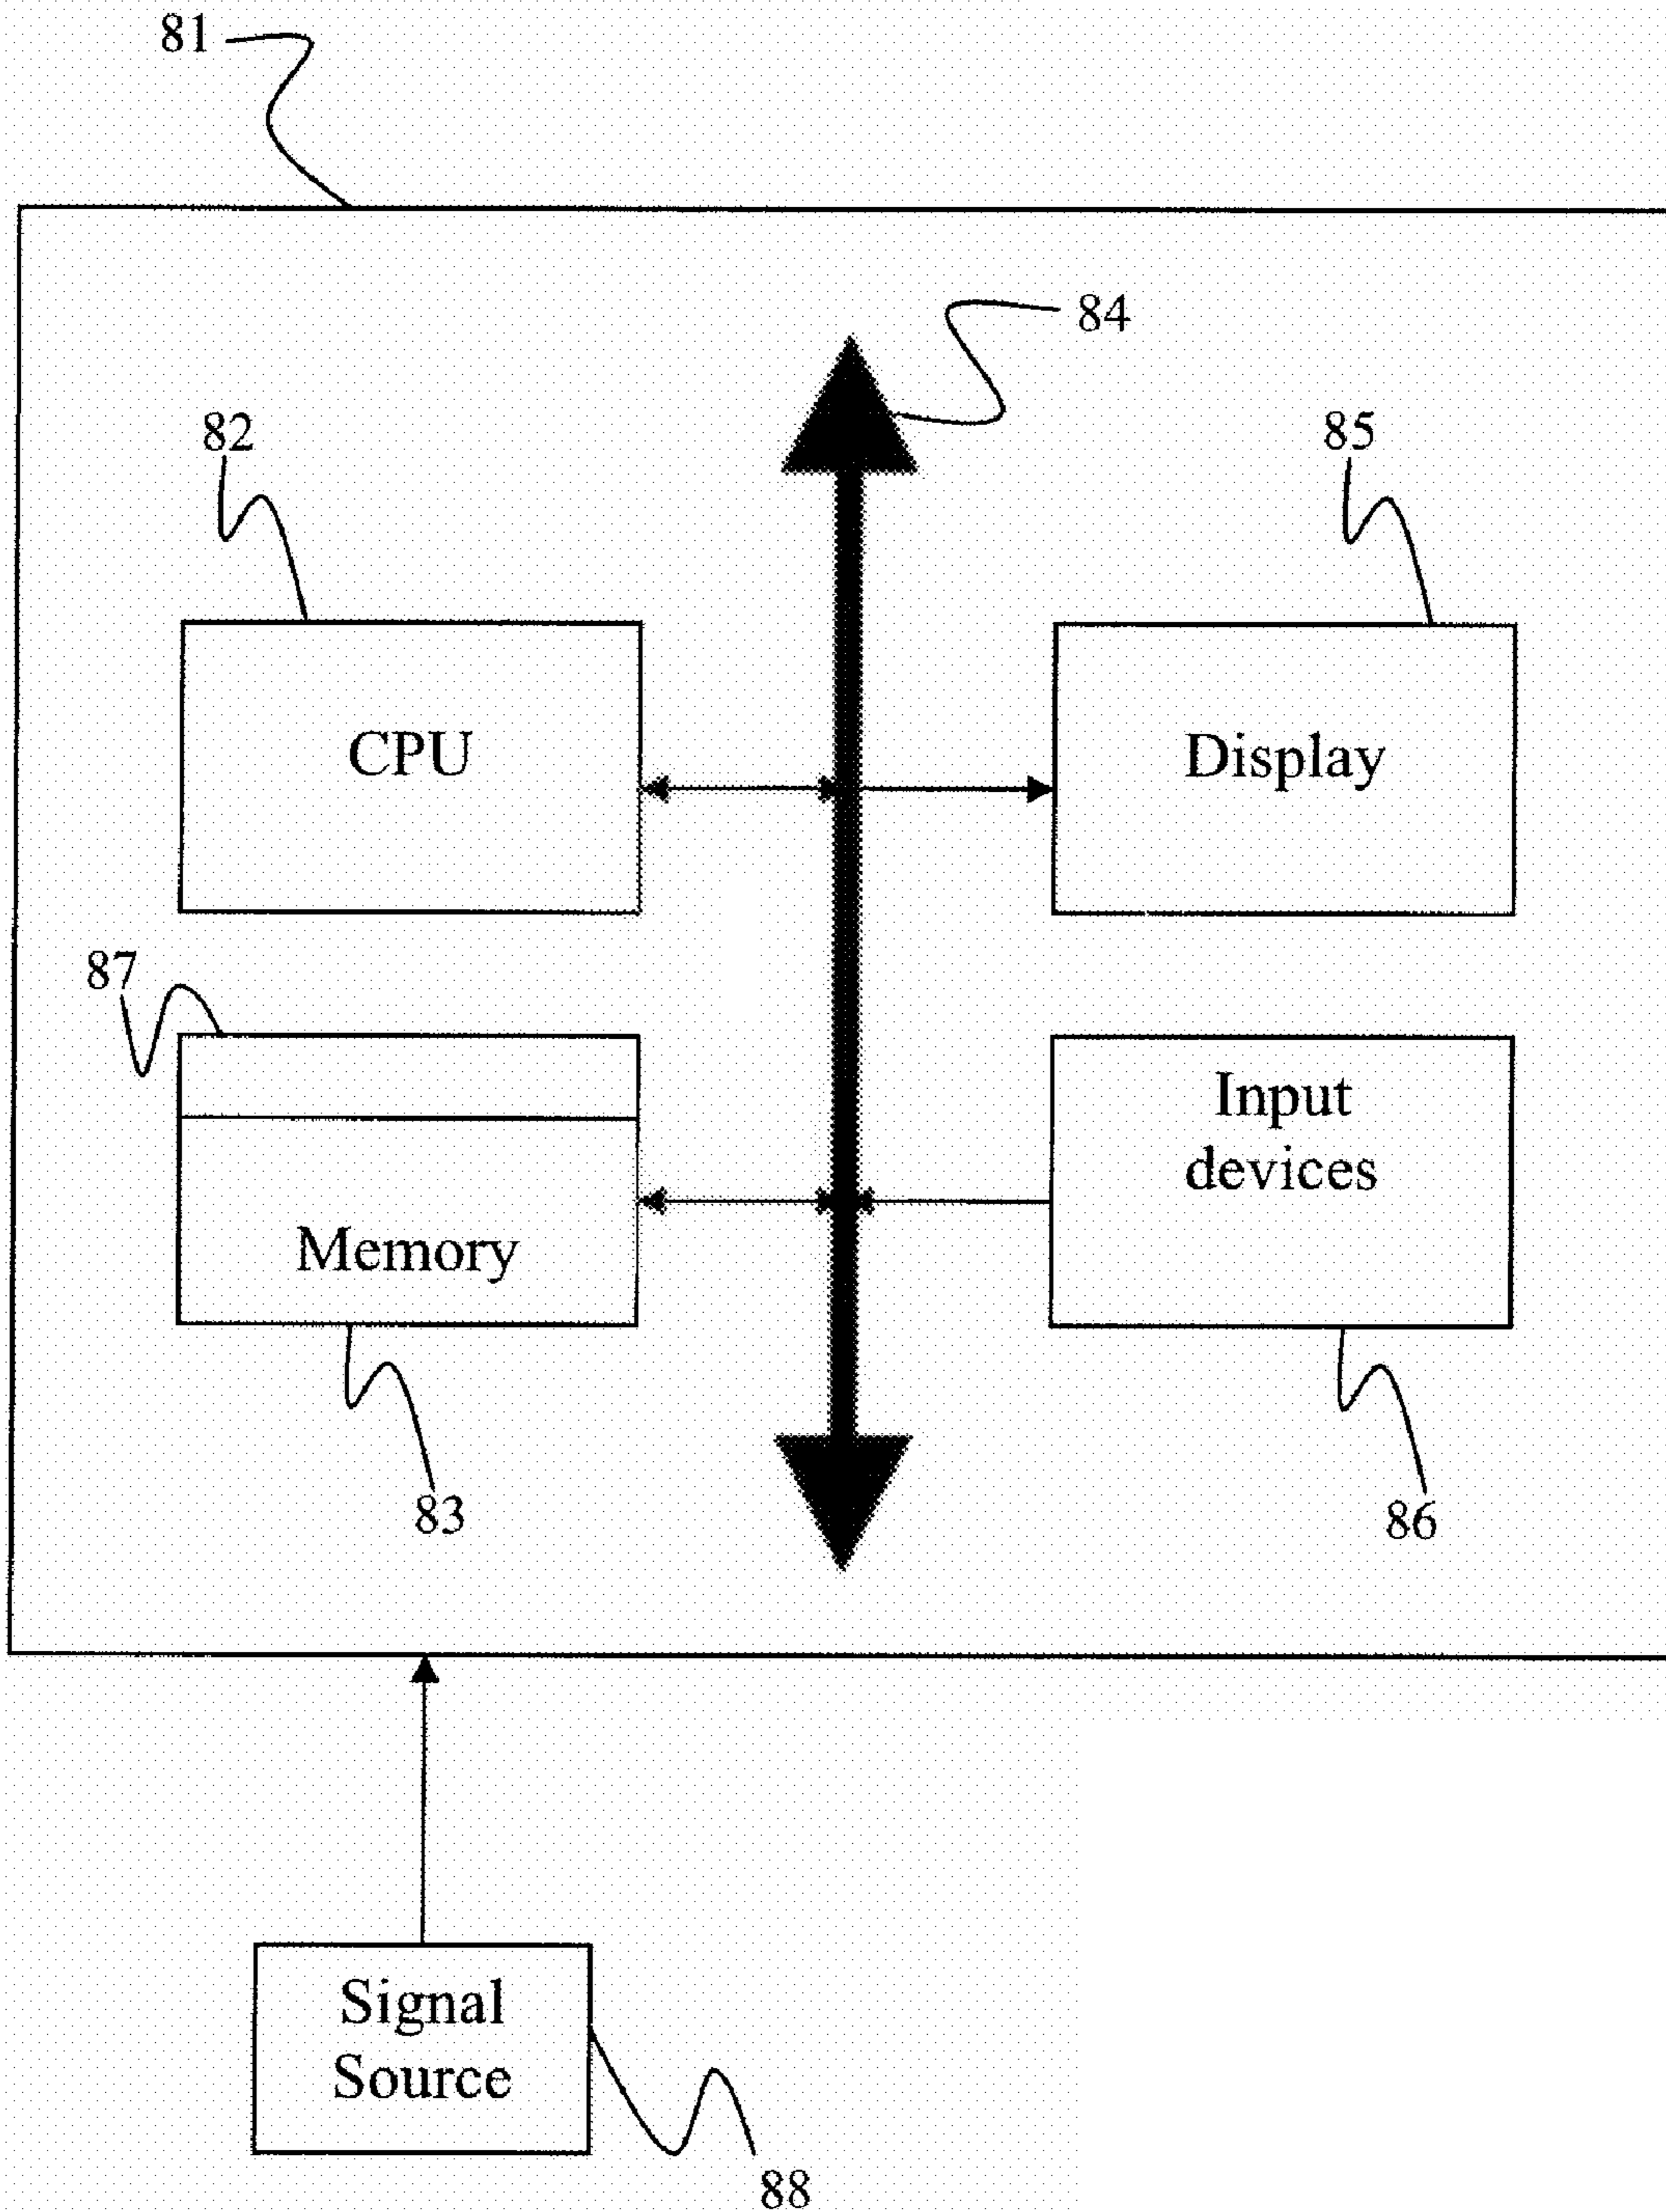 81
84
82
85
CPU
Display
87
Input
devices
Memory
83
86
Signal
Source
88